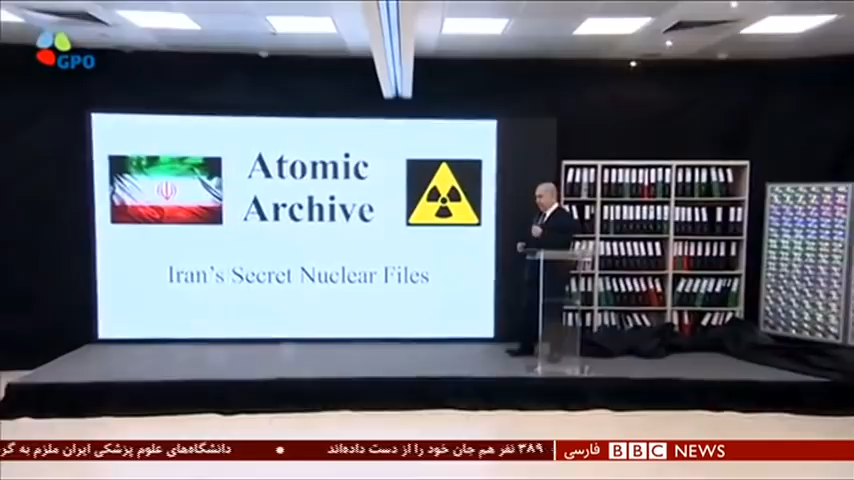 GPO
Atomic
Archive
Iran's Secret Nuclear Files
۳۸۹ نفر هم جان خود را از دست داده‌اند ● دانشگاه‌های علوم پزشکی ایران ملزم به گر
BBC NEWS فارسی